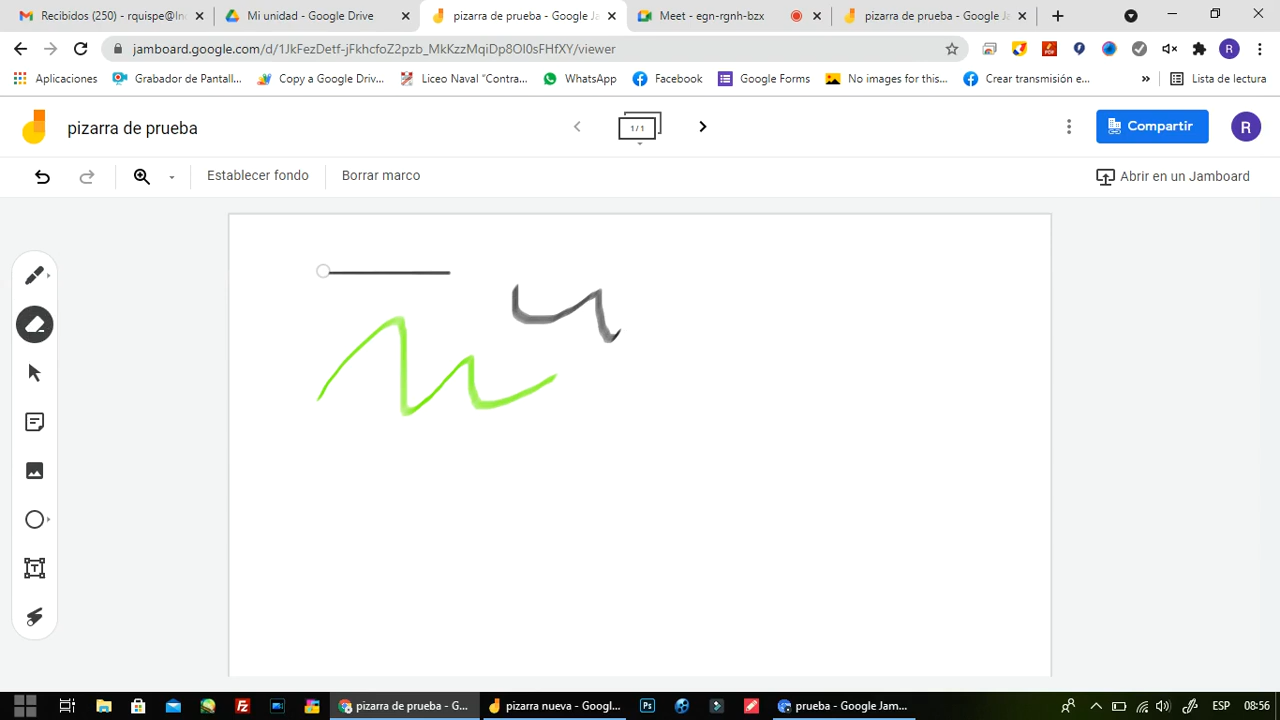 Recibidos (250) - rquispe@In
Mi unidad - Google Drive
pizarra de prueba - Google Ja
Meet - egn-rgnh-bzx
pizarra de prueba - Google Ja
jamboard.google.com/d/1JkFezDetf-jFkhcfoZ2pzb_MkKzzMqiDp8OI0sFHfXY/viewer
Aplicaciones
Grabador de Pantall...
Copy a Google Driv...
Liceo Naval “Contra...
WhatsApp
Facebook
Google Forms
No images for this...
Crear transmisión e...
»
Lista de lectura
pizarra de prueba
1 / 1
Compartir
R
Establecer fondo
Borrar marco
Abrir en un Jamboard
pizarra de prueba - G...
pizarra nueva - Googl...
prueba - Google Jam...
ESP
08:56